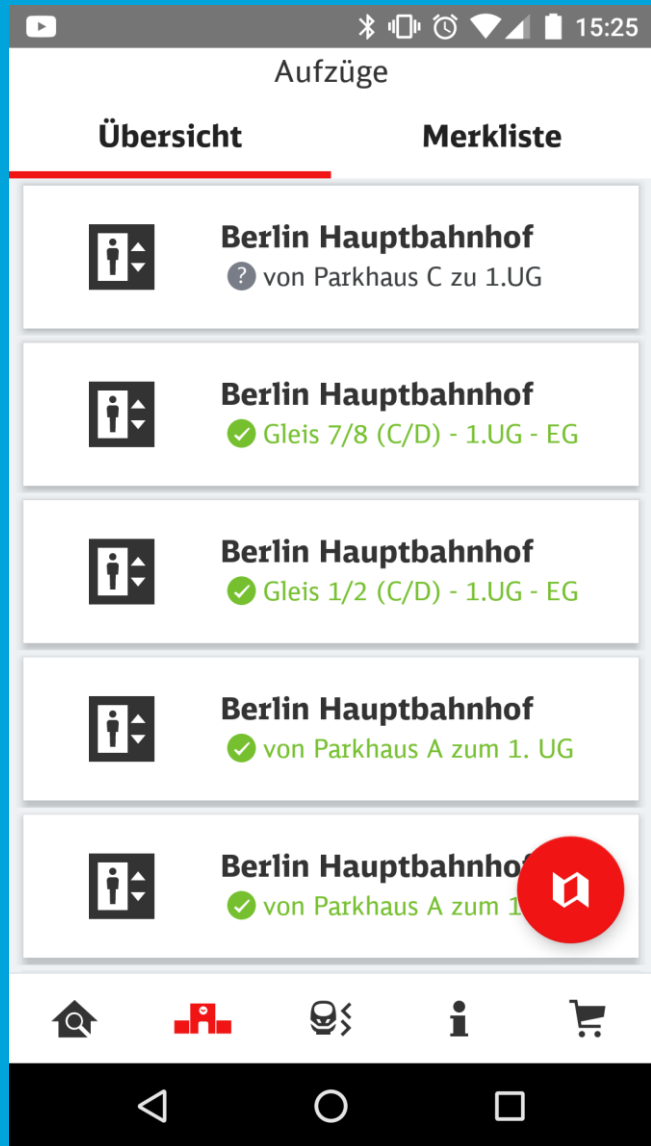 15:25
Aufzüge
Übersicht Merkliste
Berlin Hauptbahnhof
? von Parkhaus C zu 1.UG
Berlin Hauptbahnhof
Gleis 7/8 (C/D) - 1.UG - EG
Berlin Hauptbahnhof
Gleis 1/2 (C/D) - 1.UG - EG
Berlin Hauptbahnhof
von Parkhaus A zum 1. UG
Berlin Hauptbahnho
von Parkhaus A zum 1